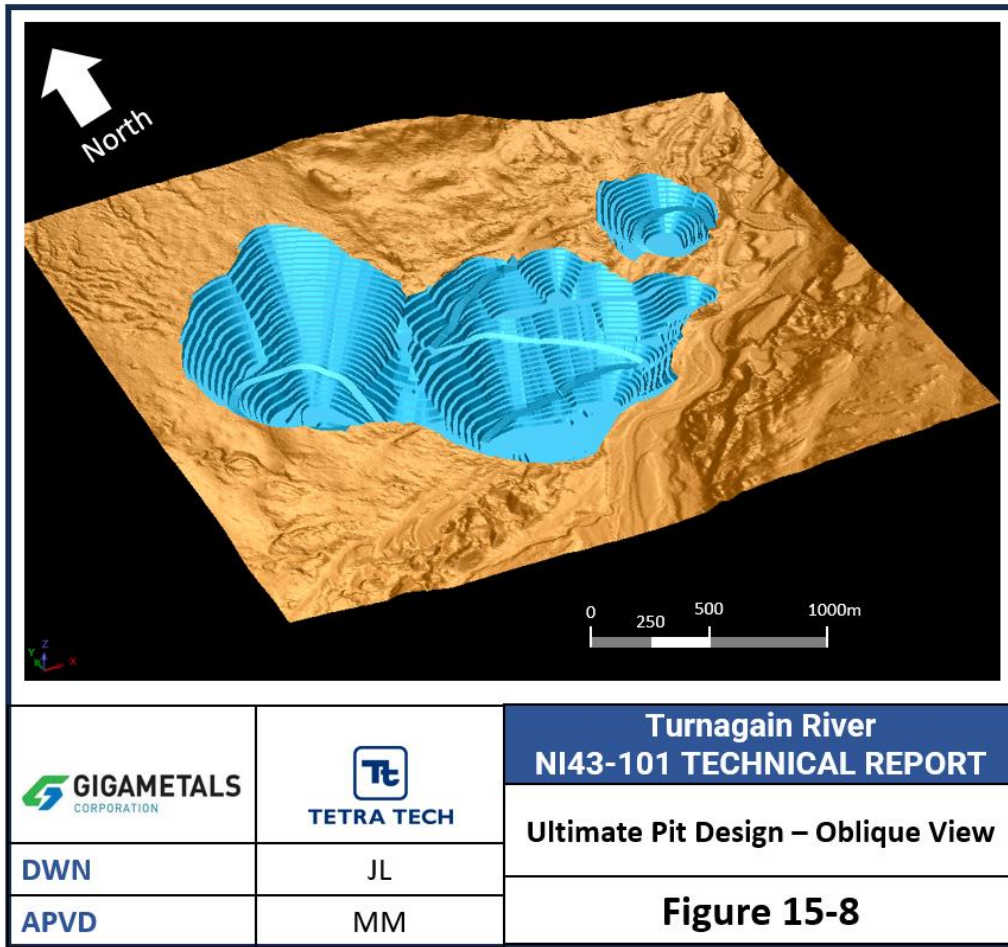 North
0
250
500
1000m
Z
Y
X
GIGAMETALS
CORPORATION
Tt
TETRA TECH
Turnagain River
NI43-101 TECHNICAL REPORT
Ultimate Pit Design – Oblique View
DWN
JL
APVD
MM
Figure 15-8